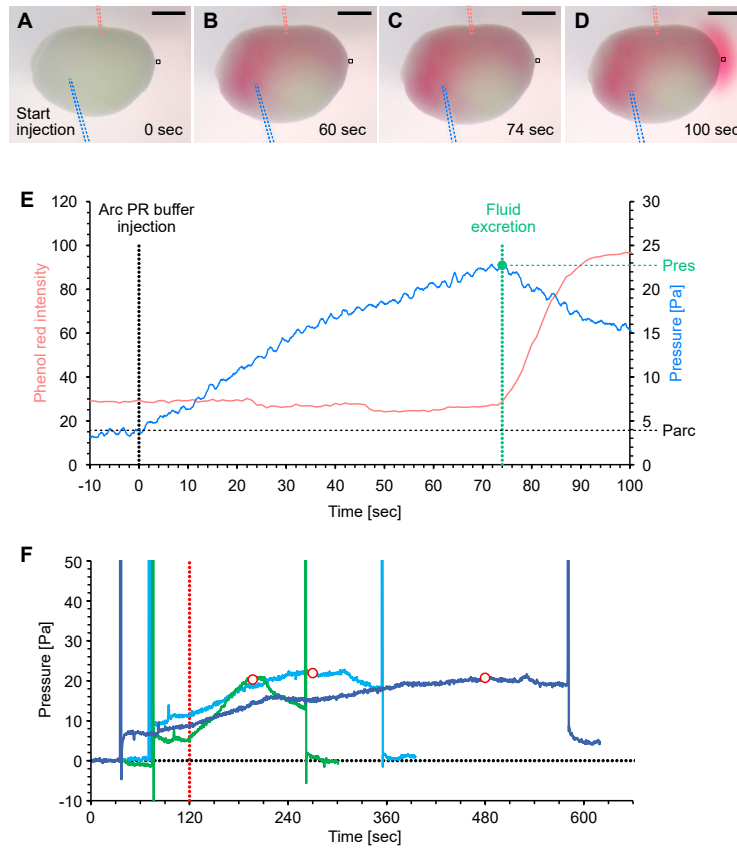 A
Start
injection
0 sec
B
60 sec
C
74 sec
D
100 sec
E
Arc PR buffer
injection
Fluid
excretion
120
100
80
60
40
20
0
Phenol red intensity
30
25
20
15
10
5
0
Pres
Pressure [Pa]
Parc
-10 0 10 20 30 40 50 60 70 80 90 100
Time [sec]
F
50
40
30
20
10
0
-10
Pressure [Pa]
0 120 240 360 480 600
Time [sec]